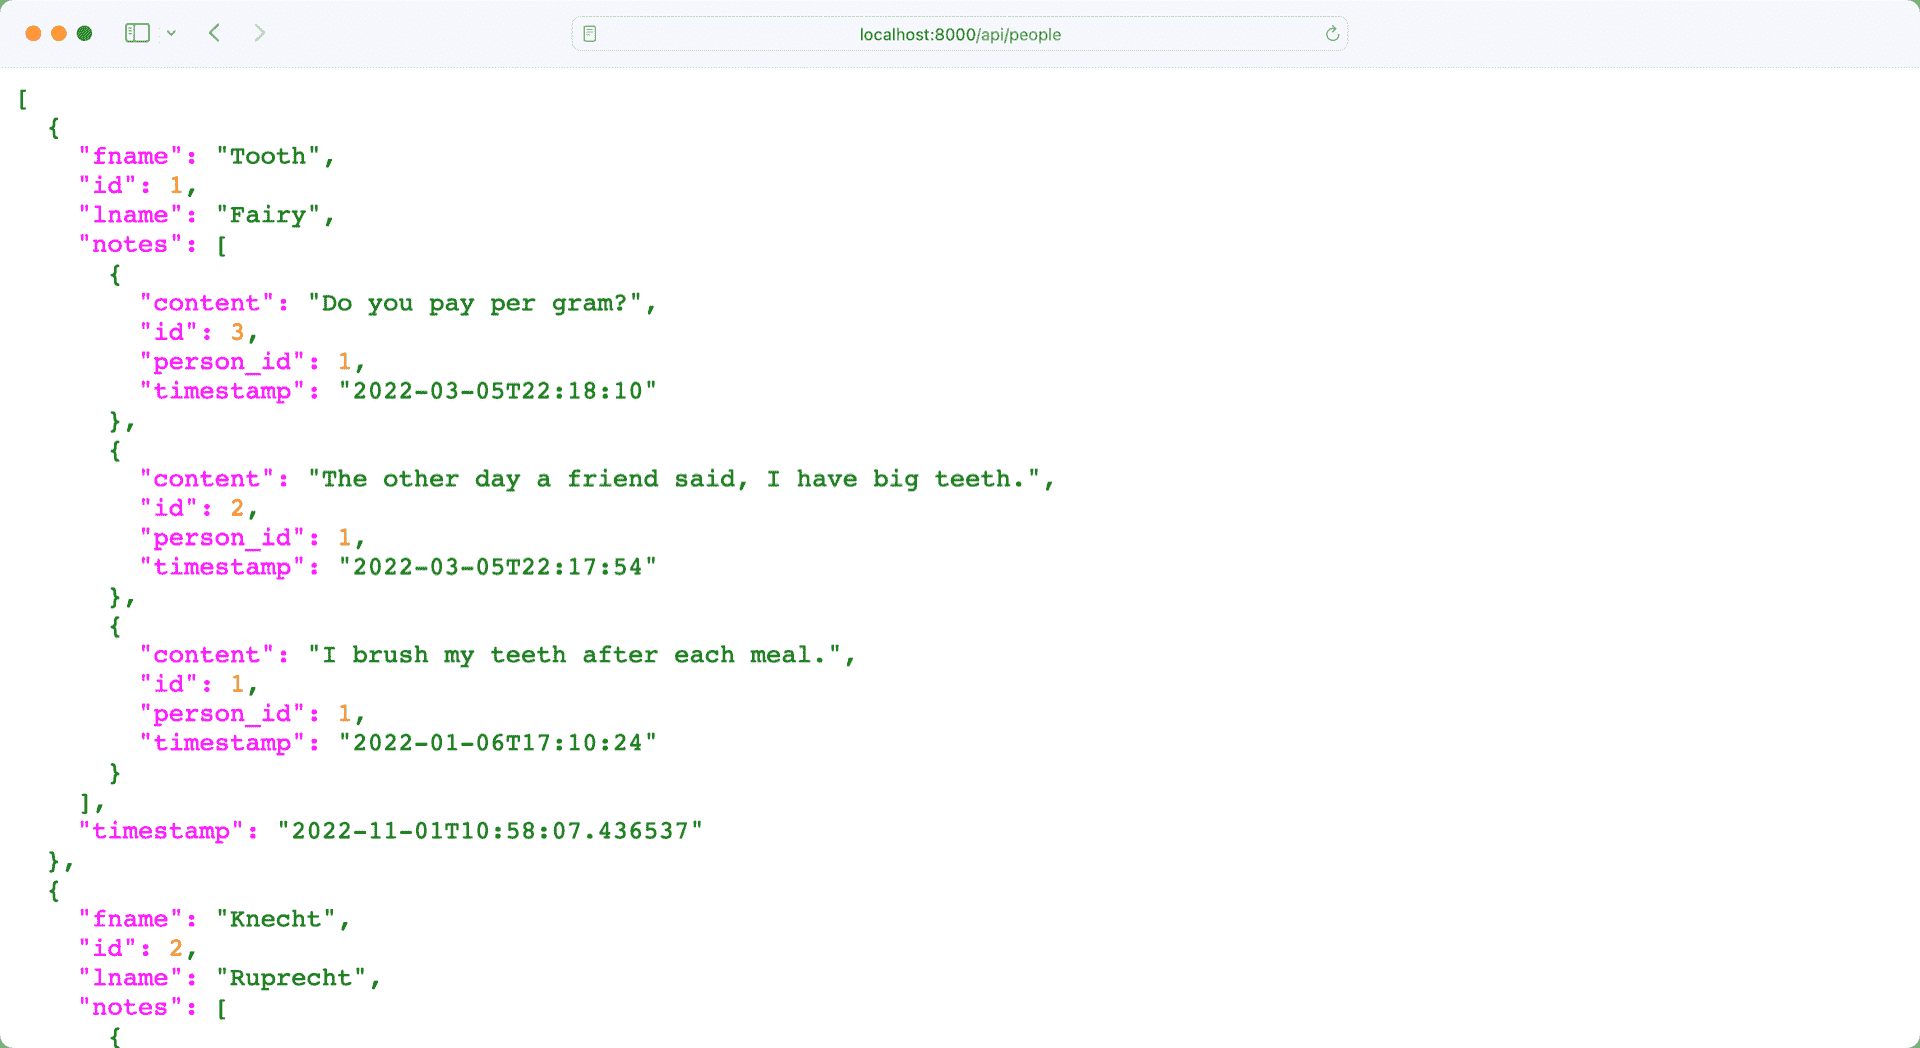 localhost:8000/api/people
[
  {
    "fname": "Tooth",
    "id": 1,
    "lname": "Fairy",
    "notes": [
      {
        "content": "Do you pay per gram?",
        "id": 3,
        "person_id": 1,
        "timestamp": "2022-03-05T22:18:10"
      },
      {
        "content": "The other day a friend said, I have big teeth.",
        "id": 2,
        "person_id": 1,
        "timestamp": "2022-03-05T22:17:54"
      },
      {
        "content": "I brush my teeth after each meal.",
        "id": 1,
        "person_id": 1,
        "timestamp": "2022-01-06T17:10:24"
      }
    ],
    "timestamp": "2022-11-01T10:58:07.436537"
  },
  {
    "fname": "Knecht",
    "id": 2,
    "lname": "Ruprecht",
    "notes": [
      {